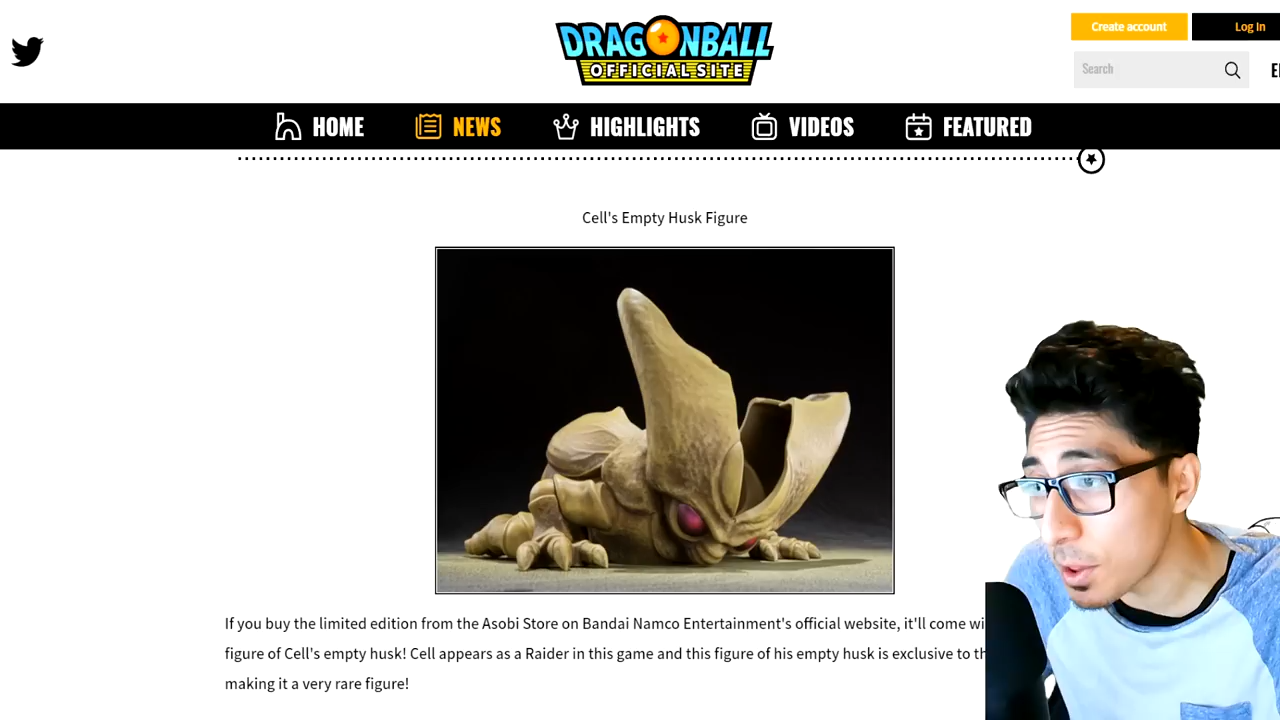 DRAGONBALL
OFFICIAL SITE
Create account
Log In
Search
HOME
NEWS
HIGHLIGHTS
VIDEOS
FEATURED
Cell's Empty Husk Figure
If you buy the limited edition from the Asobi Store on Bandai Namco Entertainment's official website, it'll come
figure of Cell's empty husk! Cell appears as a Raider in this game and this figure of his empty husk is exclusive to
making it a very rare figure!